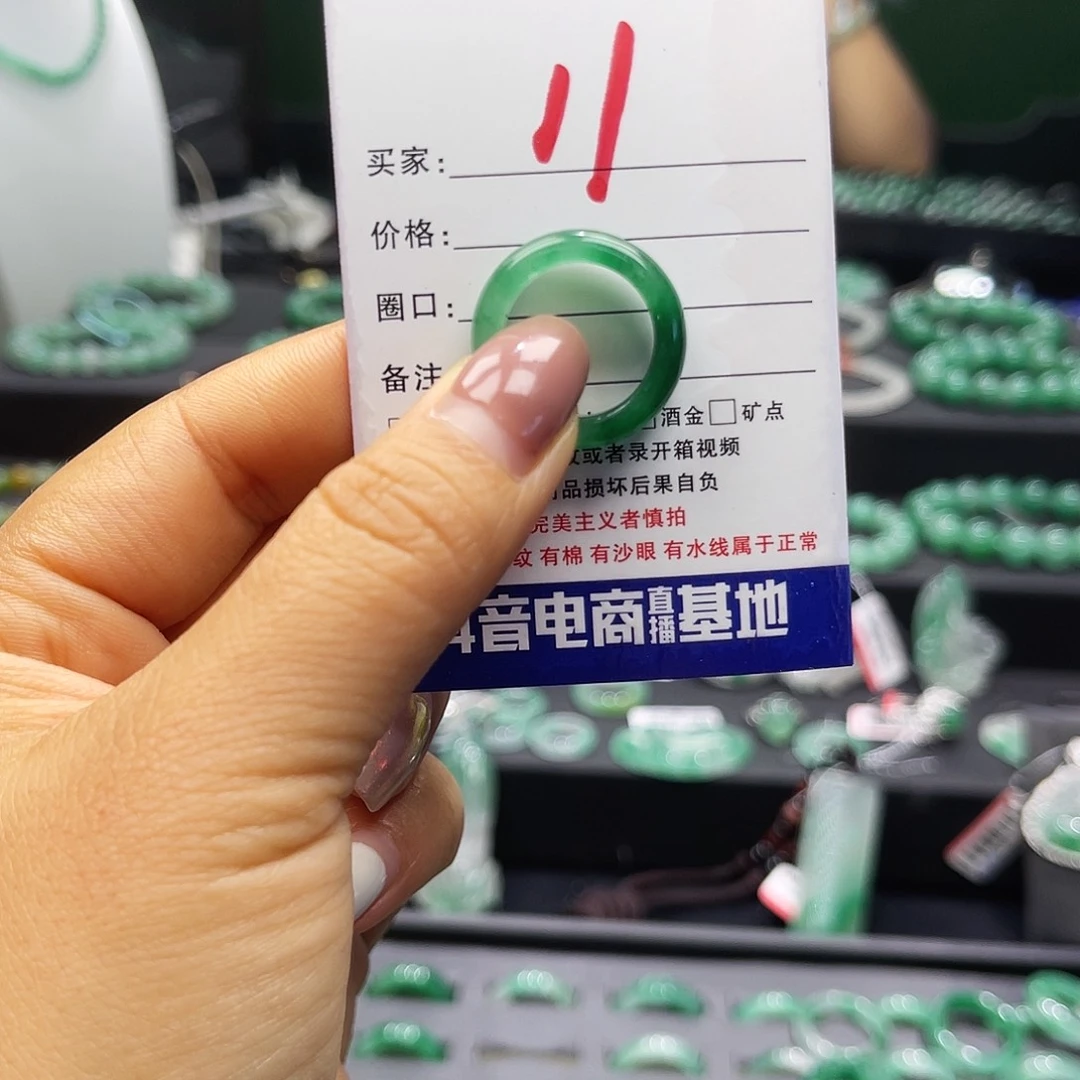 11
买家:
价格:
圈口:
备注
酒金 矿点
或者录开箱视频
品损坏后果自负
完美主义者慎拍
纹 有棉 有沙眼 有水线属于正常
音电商直播基地